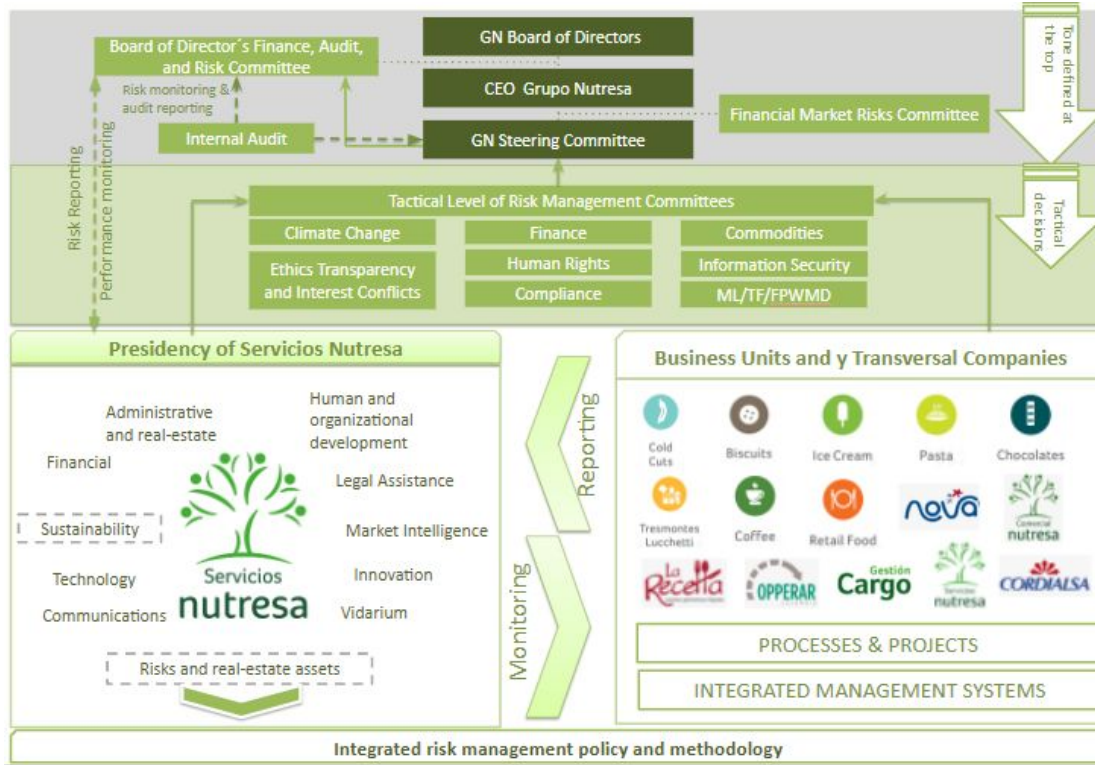 GN Board of Directors
Board of Director´s Finance, Audit,
and Risk Committee
CEO Grupo Nutresa
Risk monitoring &
audit reporting
Financial Market Risks Committee
Internal Audit
GN Steering Committee
Tone defined at
the top
Risk Reporting
Performance monitoring
Tactical Level of Risk Management Committees
Climate Change
Finance
Commodities
Ethics Transparency
and Interest Conflicts
Human Rights
Information Security
Compliance
ML/TF/FPWMD
Tactical
decisions
Presidency of Servicios Nutresa
Administrative
and real-estate
Human and
organizational
development
Financial
Legal Assistance
Sustainability
Market Intelligence
Technology
Innovation
Communications
Vidarium
Servicios
nutresa
Risks and real-estate assets
Reporting
Monitoring
Business Units and y Transversal Companies
Cold
Cuts
Biscuits
Ice Cream
Pasta
Chocolates
Tresmontes
Lucchetti
Coffee
Retail Food
nova
Comercial
nutresa
La
Recetta
OPPERAR
Gestión
Cargo
Servicios
nutresa
CORDIALSA
PROCESSES & PROJECTS
INTEGRATED MANAGEMENT SYSTEMS
Integrated risk management policy and methodology